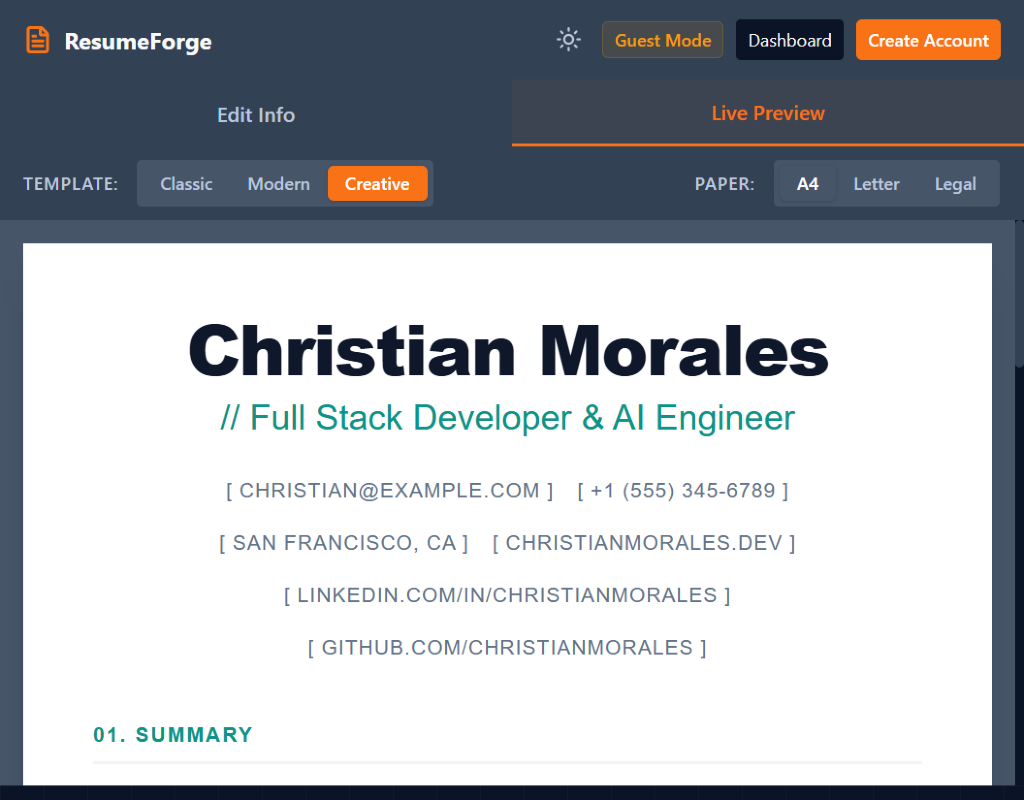 ResumeForge
Guest Mode
Dashboard
Create Account
Edit Info
Live Preview
TEMPLATE:
Classic
Modern
Creative
PAPER:
A4
Letter
Legal
Christian Morales
// Full Stack Developer & AI Engineer
[ CHRISTIAN@EXAMPLE.COM ] [ +1 (555) 345-6789 ]
[ SAN FRANCISCO, CA ] [ CHRISTIANMORALES.DEV ]
[ LINKEDIN.COM/IN/CHRISTIANMORALES ]
[ GITHUB.COM/CHRISTIANMORALES ]
01. SUMMARY